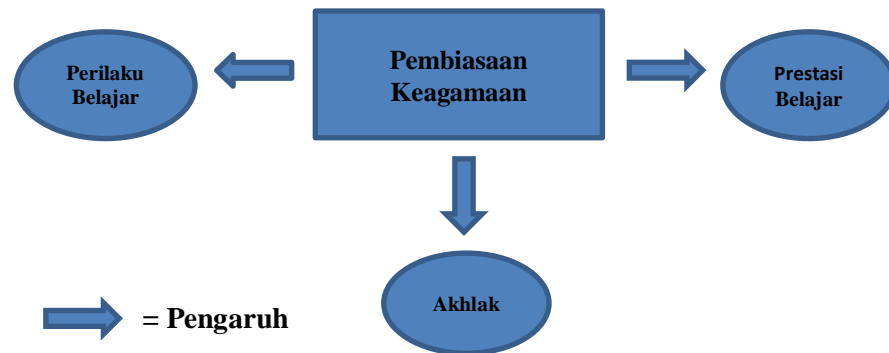 Perilaku
Belajar
Pembiasaan
Keagamaan
Prestasi
Belajar
Akhlak
= Pengaruh